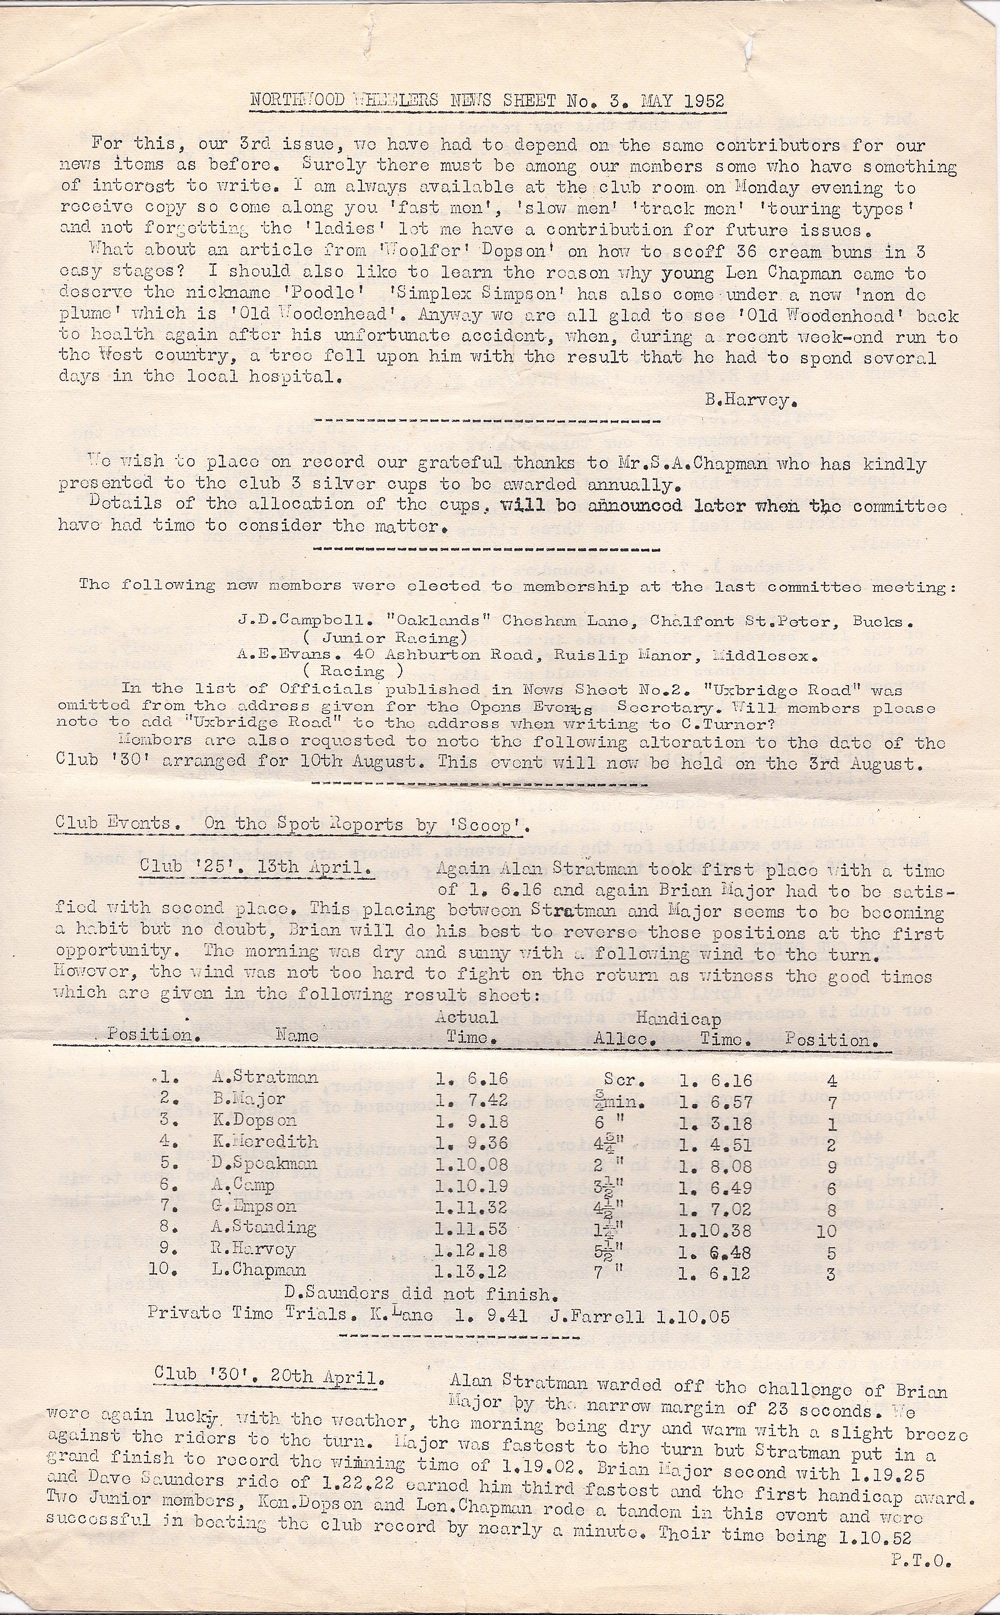 NORTHWOOD WHEELERS NEWS SHEET No. 3. MAY 1952
For this, our 3rd issue, we have had to depend on the same contributors for our
news items as before. Surely there must be among our members some who have something
of interest to write. I am always available at the club room on Monday evening to
receive copy so come along you 'fast men', 'slow men' 'track men' 'touring types'
and not forgetting the 'ladies' let me have a contribution for future issues.
What about an article from 'Woolfer' Dopson' on how to scoff 36 cream buns in 3
easy stages? I should also like to learn the reason why young Len Chapman came to
deserve the nickname 'Poodle' 'Simplex Simpson' has also come under a new 'non de
plume' which is 'Old Woodenhead'. Anyway we are all glad to see 'Old Woodenhead' back
to health again after his unfortunate accident, when, during a recent week-end run to
the West country, a tree fell upon him with the result that he had to spend several
days in the local hospital.
B.Harvey.
We wish to place on record our grateful thanks to Mr.S.A.Chapman who has kindly
presented to the club 3 silver cups to be awarded annually.
Details of the allocation of the cups, will be announced later when the committee
have had time to consider the matter.
The following new members were elected to membership at the last committee meeting:
J.D.Campbell. "Oaklands" Chesham Lane, Chalfont St.Peter, Bucks.
( Junior Racing)
A.E.Evans. 40 Ashburton Road, Ruislip Manor, Middlesex.
( Racing )
In the list of Officials published in News Sheet No.2. "Uxbridge Road" was
omitted from the address given for the Opens Events Secretary. Will members please
note to add "Uxbridge Road" to the address when writing to C.Turner?
Members are also requested to note the following alteration to the date of the
Club '30' arranged for 10th August. This event will now be held on the 3rd August.
Club Events. On the Spot Reports by 'Scoop'.
Club '25'. 13th April. Again Alan Stratman took first place with a time
of 1. 6.16 and again Brian Major had to be satis-
fied with second place. This placing between Stratman and Major seems to be becoming
a habit but no doubt, Brian will do his best to reverse these positions at the first
opportunity. The morning was dry and sunny with a following wind to the turn.
However, the wind was not too hard to fight on the return as witness the good times
which are given in the following result sheet:
Actual Handicap
Position. Name Time. Allce. Time. Position.
1. A.Stratman 1. 6.16 Scr. 1. 6.16 4
2. B.Major 1. 7.42 ¾min. 1. 6.57 7
3. K.Dopson 1. 9.18 6 " 1. 3.18 1
4. K.Meredith 1. 9.36 4¾" 1. 4.51 2
5. D.Speakman 1.10.08 2 " 1. 8.08 9
6. A.Camp 1.10.19 3½" 1. 6.49 6
7. G.Empson 1.11.32 4½" 1. 7.02 8
8. A.Standing 1.11.53 1¼" 1.10.38 10
9. R.Harvey 1.12.18 5½" 1. 6.48 5
10. L.Chapman 1.13.12 7 " 1. 6.12 3
D.Saunders did not finish.
Private Time Trials. K.Lane 1. 9.41 J.Farrell 1.10.05
Club '30'. 20th April. Alan Stratman warded off the challenge of Brian
Major by the narrow margin of 23 seconds. We
were again lucky with the weather, the morning being dry and warm with a slight breeze
against the riders to the turn. Major was fastest to the turn but Stratman put in a
grand finish to record the winning time of 1.19.02. Brian Major second with 1.19.25
and Dave Saunders ride of 1.22.22 earned him third fastest and the first handicap award.
Two Junior members, Ken.Dopson and Len.Chapman rode a tandem in this event and were
successful in beating the club record by nearly a minute. Their time being 1.10.52
P.T.O.